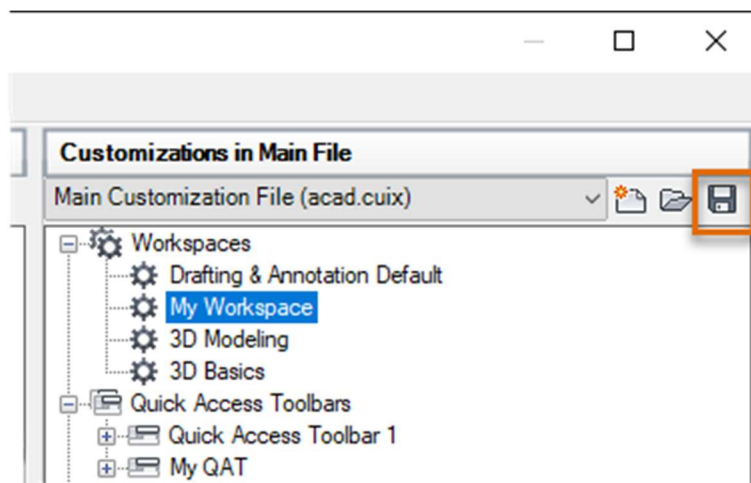 Customizations in Main File
Main Customization File (acad.cuix)
Workspaces
Drafting & Annotation Default
My Workspace
3D Modeling
3D Basics
Quick Access Toolbars
Quick Access Toolbar 1
My QAT